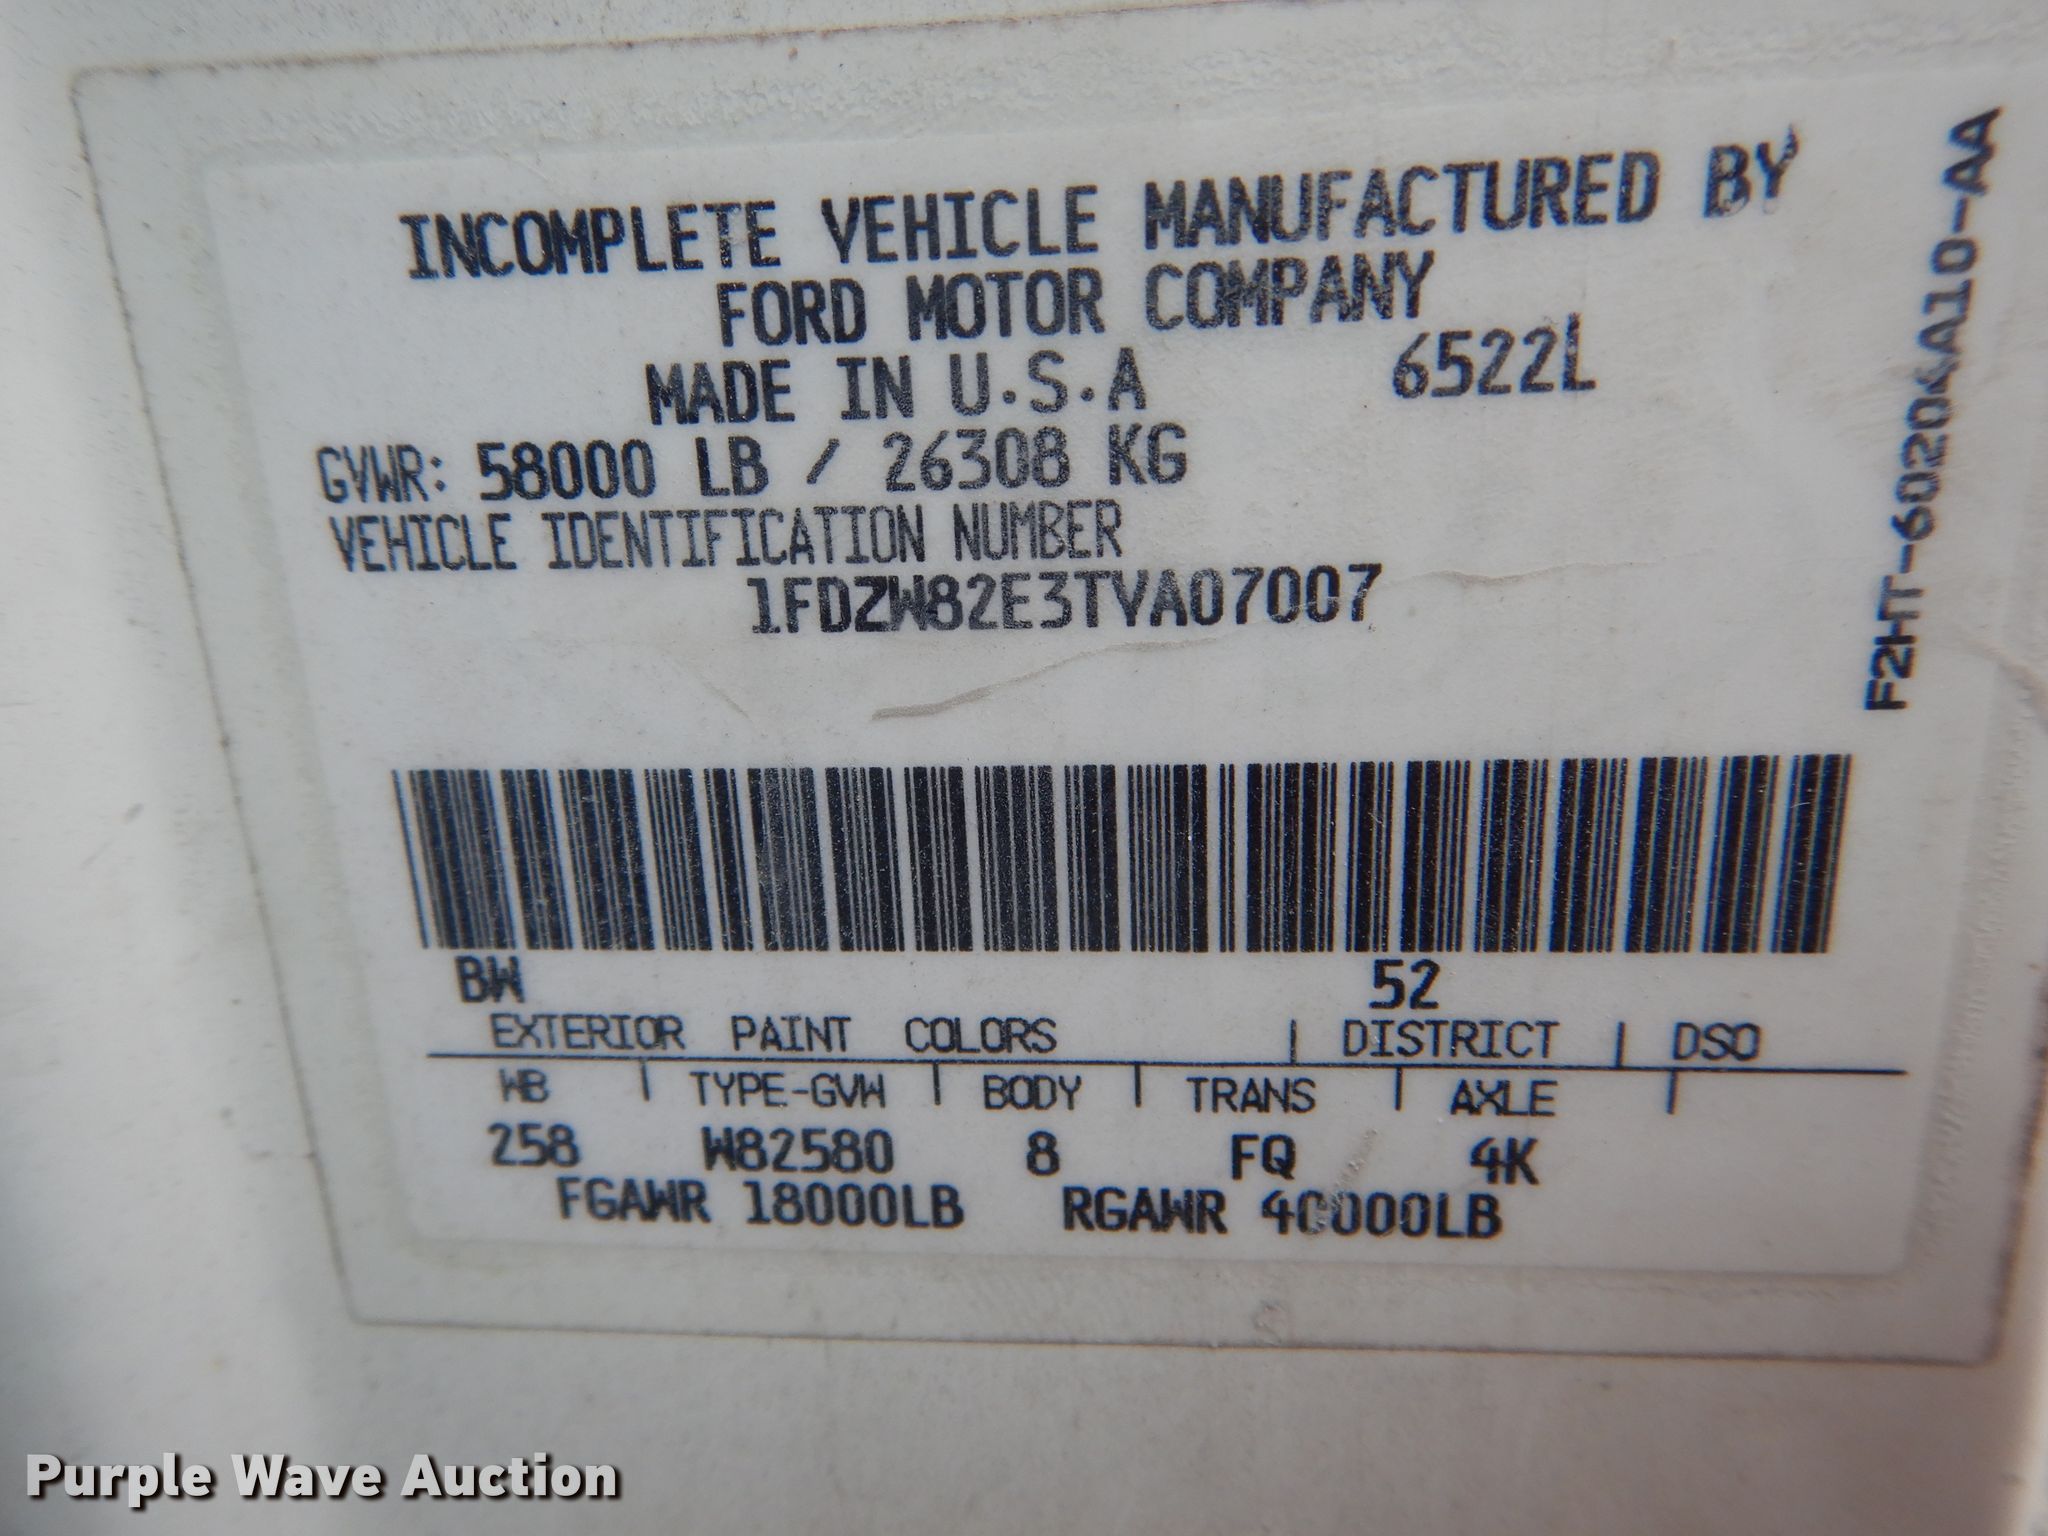 INCOMPLETE VEHICLE MANUFACTURED BY
FORD MOTOR COMPANY
MADE IN U.S.A 6522L
GVWR: 58000 LB / 26308 KG
VEHICLE IDENTIFICATION NUMBER
1FDZW82E3TVA07007
F2HT-60204A10-AA
BW 52
EXTERIOR PAINT COLORS | DISTRICT | DSO
WB | TYPE-GVW | BODY | TRANS | AXLE |
258 W82580 8 FQ 4K
FGAWR 18000LB RGAWR 40000LB
Purple Wave Auction